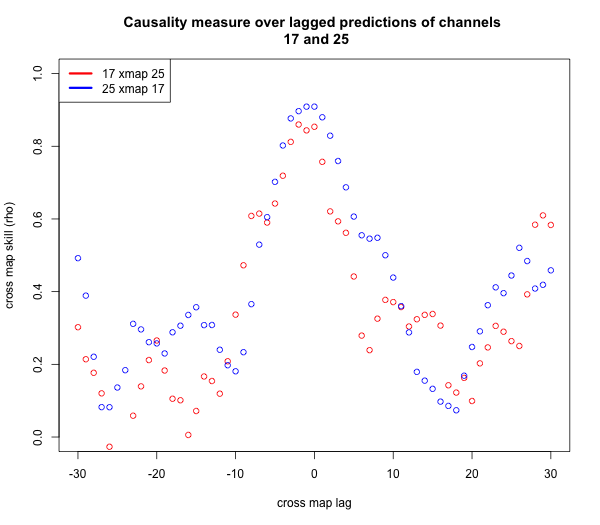 Causality measure over lagged predictions of channels
17 and 25
17 xmap 25
25 xmap 17
cross map skill (rho)
1.0
0.8
0.6
0.4
0.2
0.0
-30 -20 -10 0 10 20 30
cross map lag